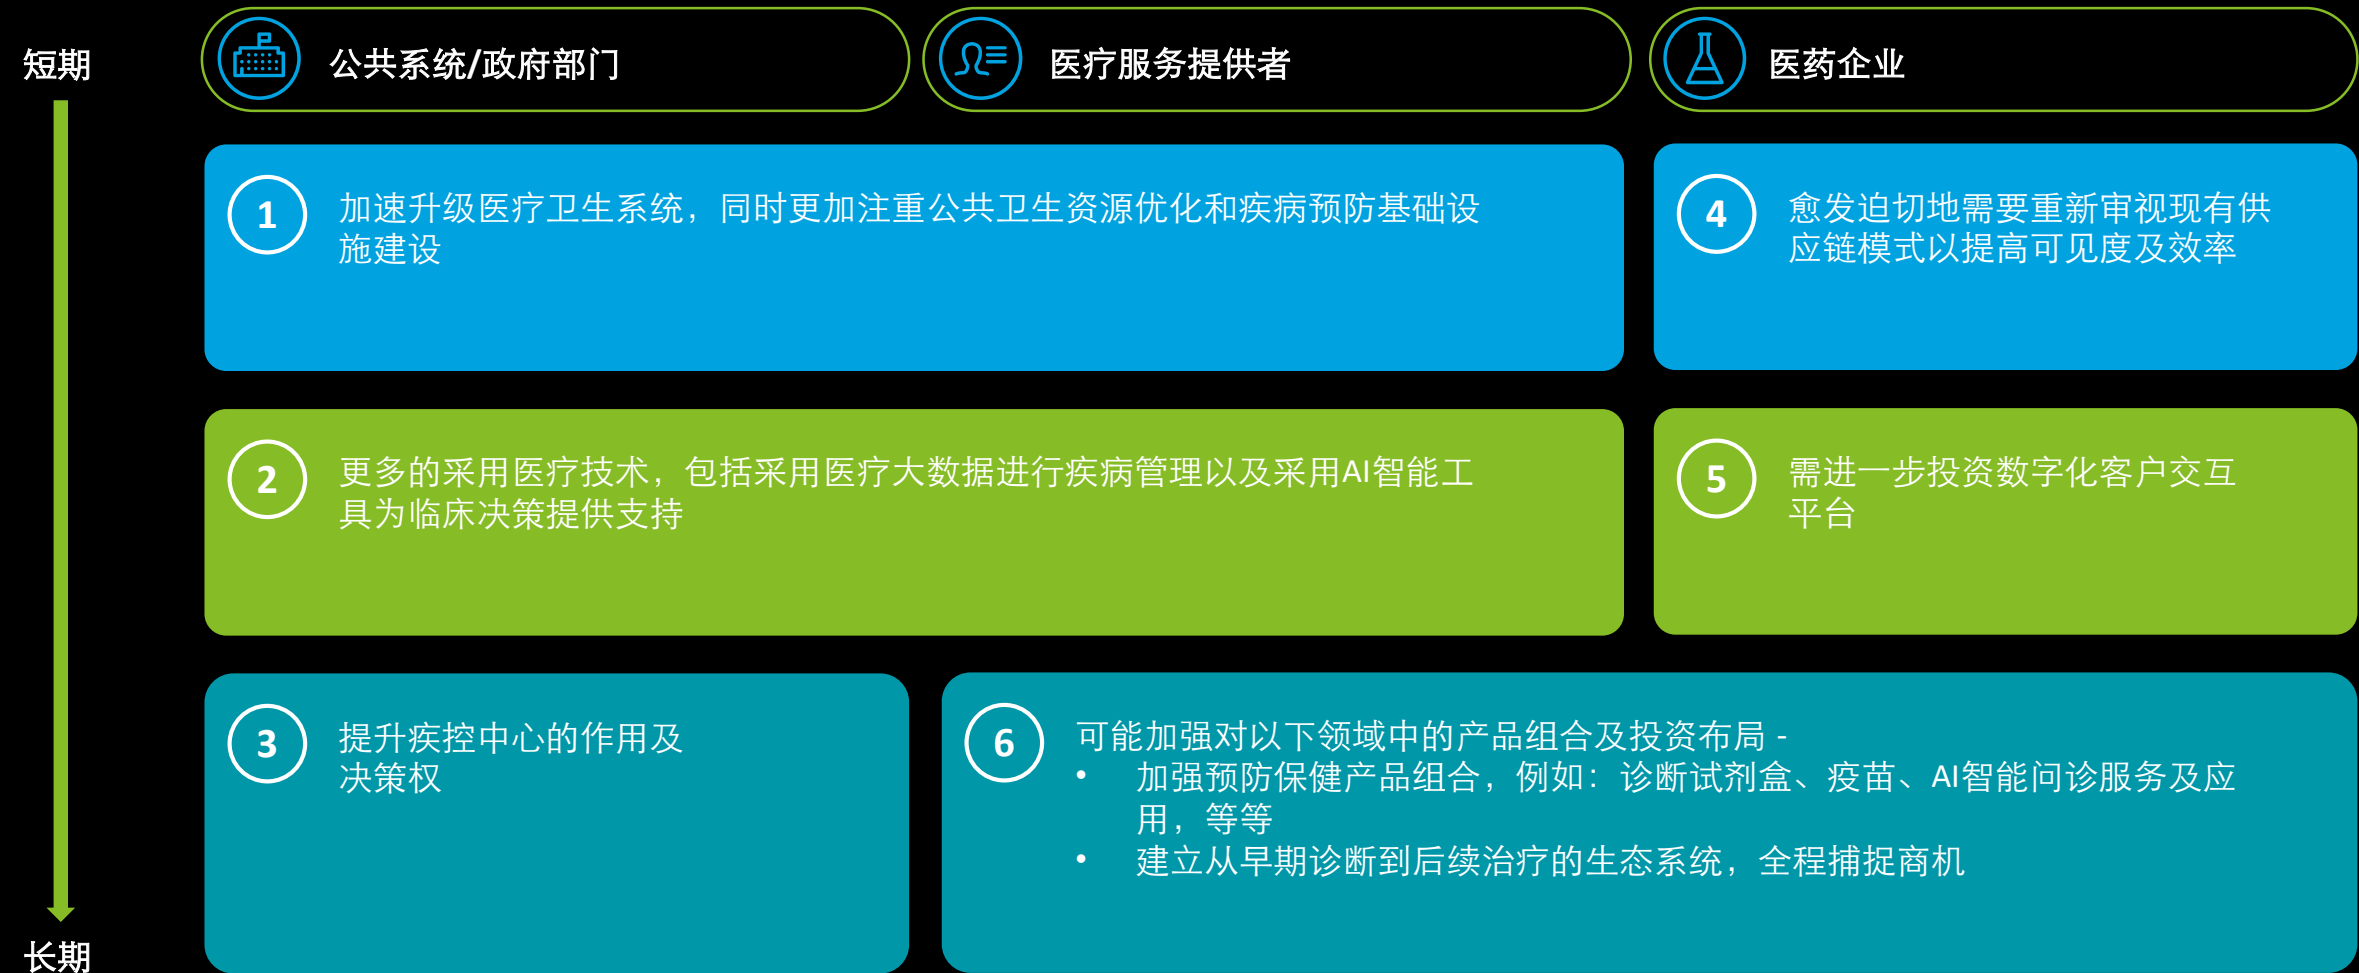 短期
公共系统/政府部门
医疗服务提供者
医药企业
1
加速升级医疗卫生系统，同时更加注重公共卫生资源优化和疾病预防基础设
施建设
4
愈发迫切地需要重新审视现有供
应链模式以提高可见度及效率
2
更多的采用医疗技术，包括采用医疗大数据进行疾病管理以及采用AI智能工
具为临床决策提供支持
5
需进一步投资数字化客户交互
平台
3
提升疾控中心的作用及
决策权
6
可能加强对以下领域中的产品组合及投资布局 -
• 加强预防保健产品组合，例如：诊断试剂盒、疫苗、AI智能问诊服务及应
用，等等
• 建立从早期诊断到后续治疗的生态系统，全程捕捉商机
长期